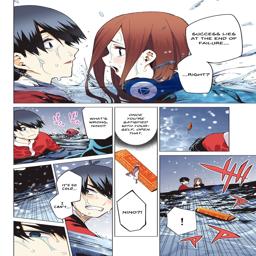 SUCCESS LIES
AT THE END OF
FAILURE...
...RIGHT?
ONCE
YOU'RE
SATISFIED
WITH YOUR-
SELF, OPEN
THAT.
WHAT'S
WRONG,
NINO?
!
NINO?
IT'S SO
COLD...
CAN'T...